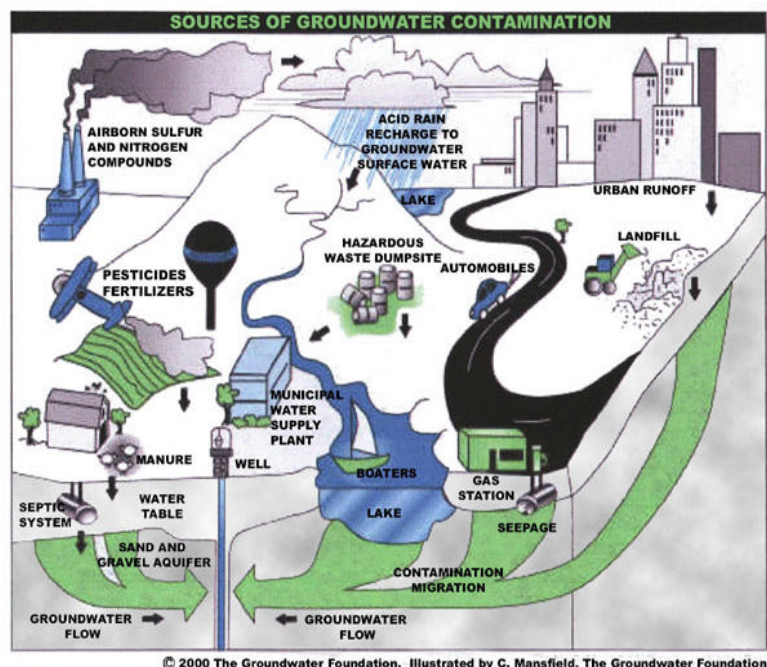 SOURCES OF GROUNDWATER CONTAMINATION
AIRBORN SULFUR
AND NITROGEN
COMPOUNDS
ACID RAIN
RECHARGE TO
GROUNDWATER
SURFACE WATER
LAKE
URBAN RUNOFF
LANDFILL
HAZARDOUS
WASTE DUMPSITE
AUTOMOBILES
PESTICIDES
FERTILIZERS
MUNICIPAL
WATER
SUPPLY
PLANT
MANURE
WELL
BOATERS
GAS
STATION
SEPTIC
SYSTEM
WATER
TABLE
LAKE
SEEPAGE
SAND AND
GRAVEL AQUIFER
CONTAMINATION
MIGRATION
GROUNDWATER
FLOW
GROUNDWATER
FLOW
© 2000 The Groundwater Foundation. Illustrated by C. Mansfield, The Groundwater Foundation